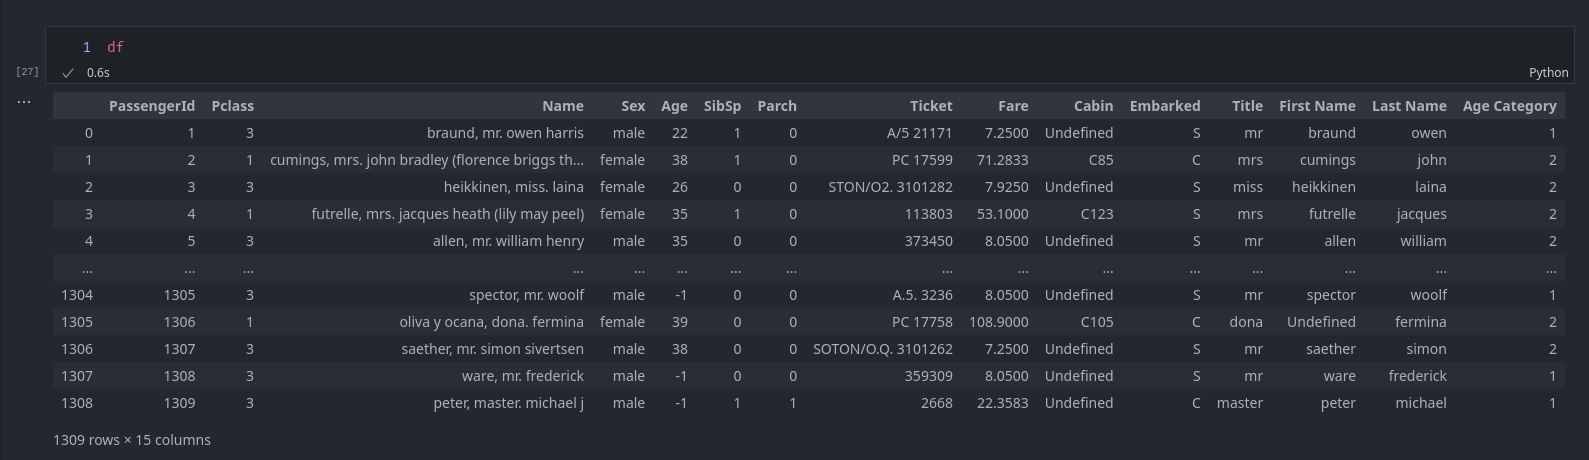 1 df
[27] ✓ 0.6s Python
...
PassengerId Pclass Name Sex Age SibSp Parch Ticket Fare Cabin Embarked Title First Name Last Name Age Category
0 1 3 braund, mr. owen harris male 22 1 0 A/5 21171 7.2500 Undefined S mr braund owen 1
1 2 1 cumings, mrs. john bradley (florence briggs th... female 38 1 0 PC 17599 71.2833 C85 C mrs cumings john 2
2 3 3 heikkinen, miss. laina female 26 0 0 STON/O2. 3101282 7.9250 Undefined S miss heikkinen laina 2
3 4 1 futrelle, mrs. jacques heath (lily may peel) female 35 1 0 113803 53.1000 C123 S mrs futrelle jacques 2
4 5 3 allen, mr. william henry male 35 0 0 373450 8.0500 Undefined S mr allen william 2
... ... ... ... ... ... ... ... ... ... ... ... ... ... ... ...
1304 1305 3 spector, mr. woolf male -1 0 0 A.5. 3236 8.0500 Undefined S mr spector woolf 1
1305 1306 1 oliva y ocana, dona. fermina female 39 0 0 PC 17758 108.9000 C105 C dona Undefined fermina 2
1306 1307 3 saether, mr. simon sivertsen male 38 0 0 SOTON/O.Q. 3101262 7.2500 Undefined S mr saether simon 2
1307 1308 3 ware, mr. frederick male -1 0 0 359309 8.0500 Undefined S mr ware frederick 1
1308 1309 3 peter, master. michael j male -1 1 1 2668 22.3583 Undefined C master peter michael 1
1309 rows × 15 columns